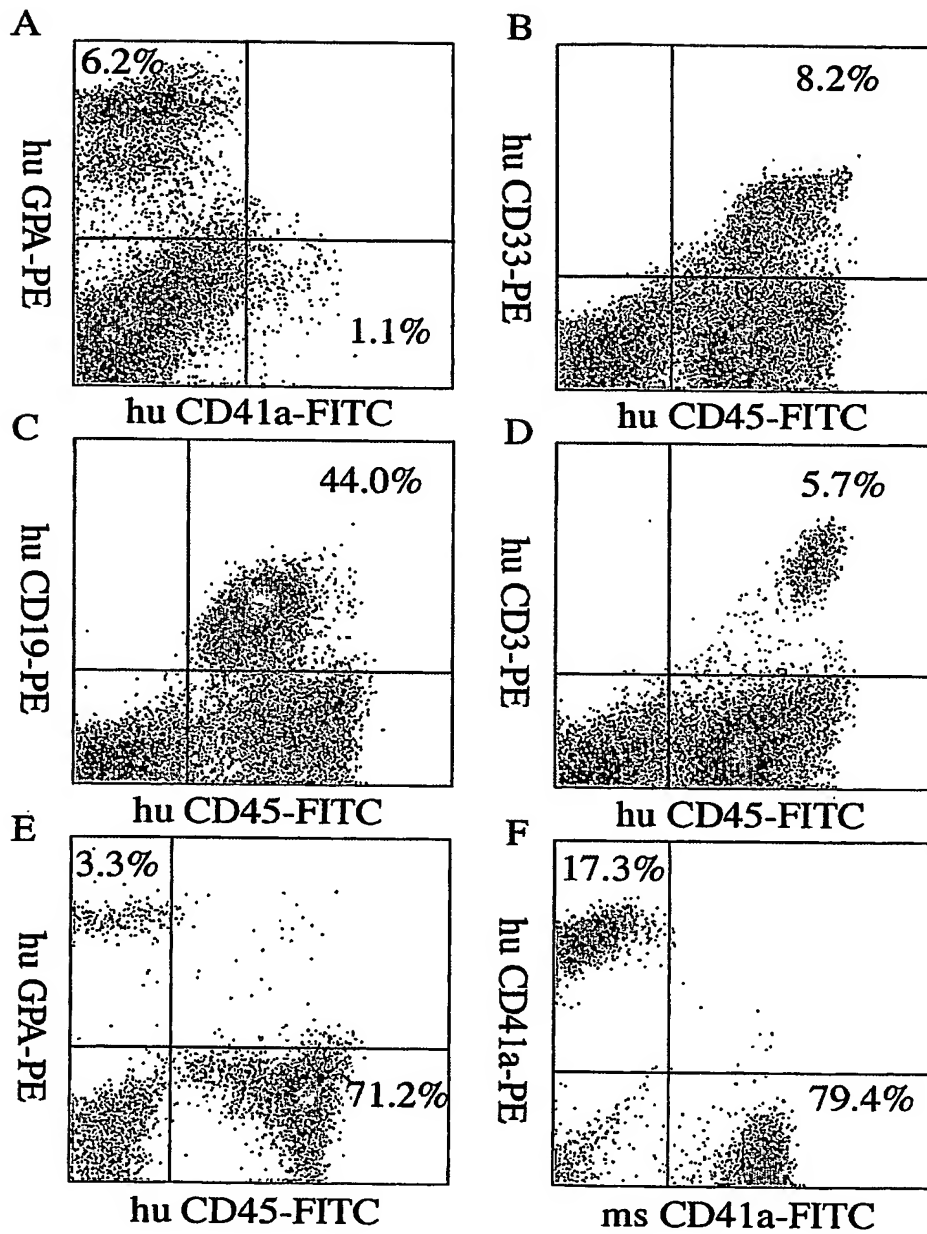 A
6.2%
1.1%
hu GPA-PE
hu CD41a-FITC
B
8.2%
hu CD33-PE
hu CD45-FITC
C
44.0%
hu CD19-PE
hu CD45-FITC
D
5.7%
hu CD3-PE
hu CD45-FITC
E
3.3%
71.2%
hu GPA-PE
hu CD45-FITC
F
17.3%
79.4%
hu CD41a-PE
ms CD41a-FITC